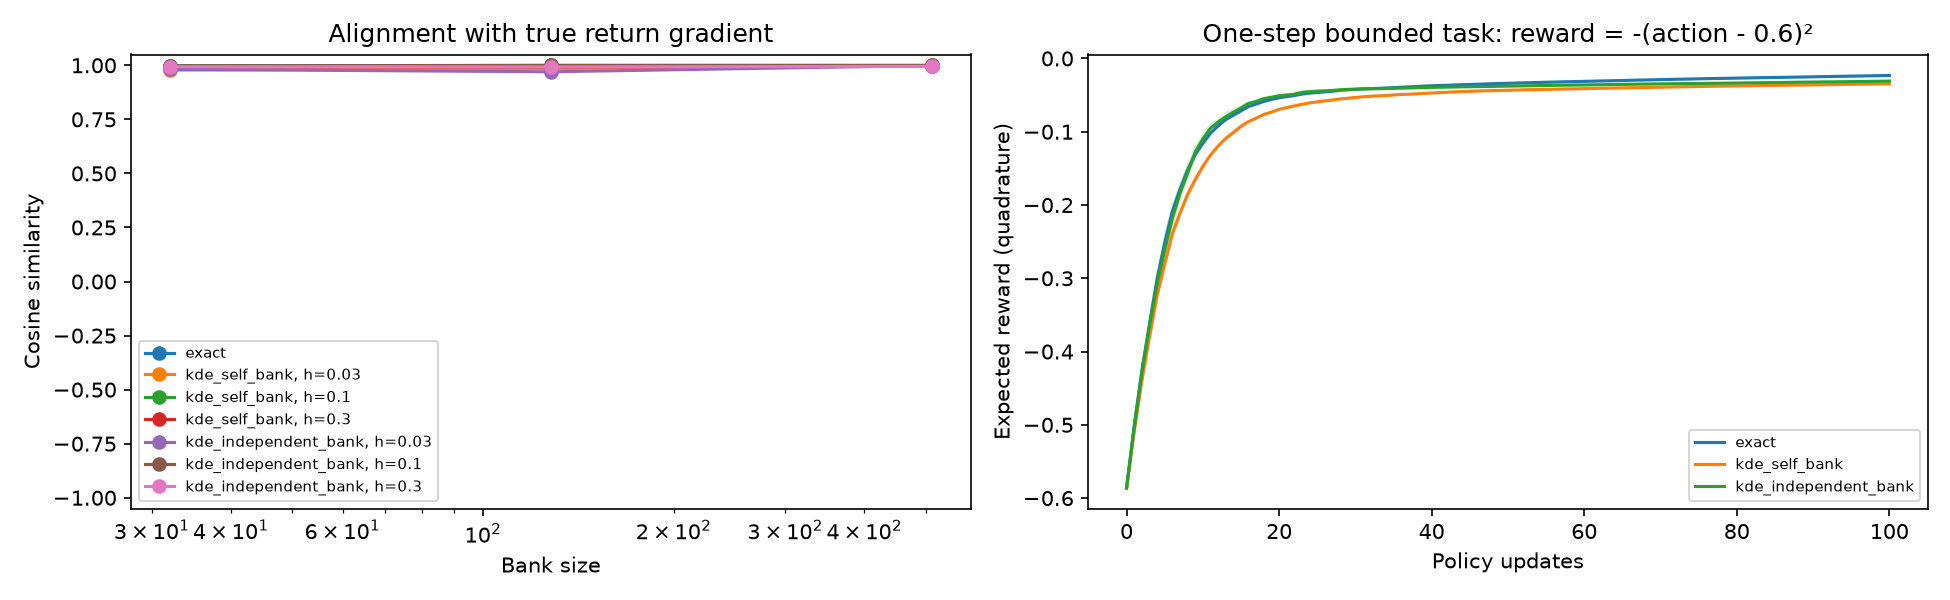 Alignment with true return gradient
Cosine similarity
1.00
0.75
0.50
0.25
0.00
−0.25
−0.50
−0.75
−1.00
exact
kde_self_bank, h=0.03
kde_self_bank, h=0.1
kde_self_bank, h=0.3
kde_independent_bank, h=0.03
kde_independent_bank, h=0.1
kde_independent_bank, h=0.3
3 × 10¹ 4 × 10¹ 6 × 10¹ 10² 2 × 10² 3 × 10² 4 × 10²
Bank size
One-step bounded task: reward = -(action - 0.6)²
Expected reward (quadrature)
−0.0
−0.1
−0.2
−0.3
−0.4
−0.5
−0.6
exact
kde_self_bank
kde_independent_bank
0 20 40 60 80 100
Policy updates